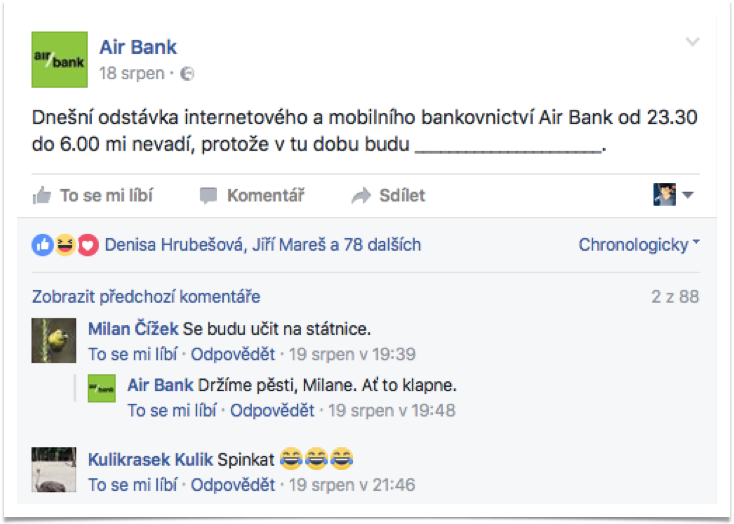 air bank
Air Bank
18 srpen ·
Dnešní odstávka internetového a mobilního bankovnictví Air Bank od 23.30
do 6.00 mi nevadí, protože v tu dobu budu ____________________.
To se mi líbí Komentář Sdílet
Denisa Hrubešová, Jiří Mareš a 78 dalších Chronologicky
Zobrazit předchozí komentáře 2 z 88
Milan Čížek Se budu učit na státnice.
To se mi líbí · Odpovědět · 19 srpen v 19:39
air bank
Air Bank Držíme pěsti, Milane. Ať to klapne.
To se mi líbí · Odpovědět · 19 srpen v 19:48
Kulikrasek Kulik Spinkat 😂😂😂
To se mi líbí · Odpovědět · 19 srpen v 21:46